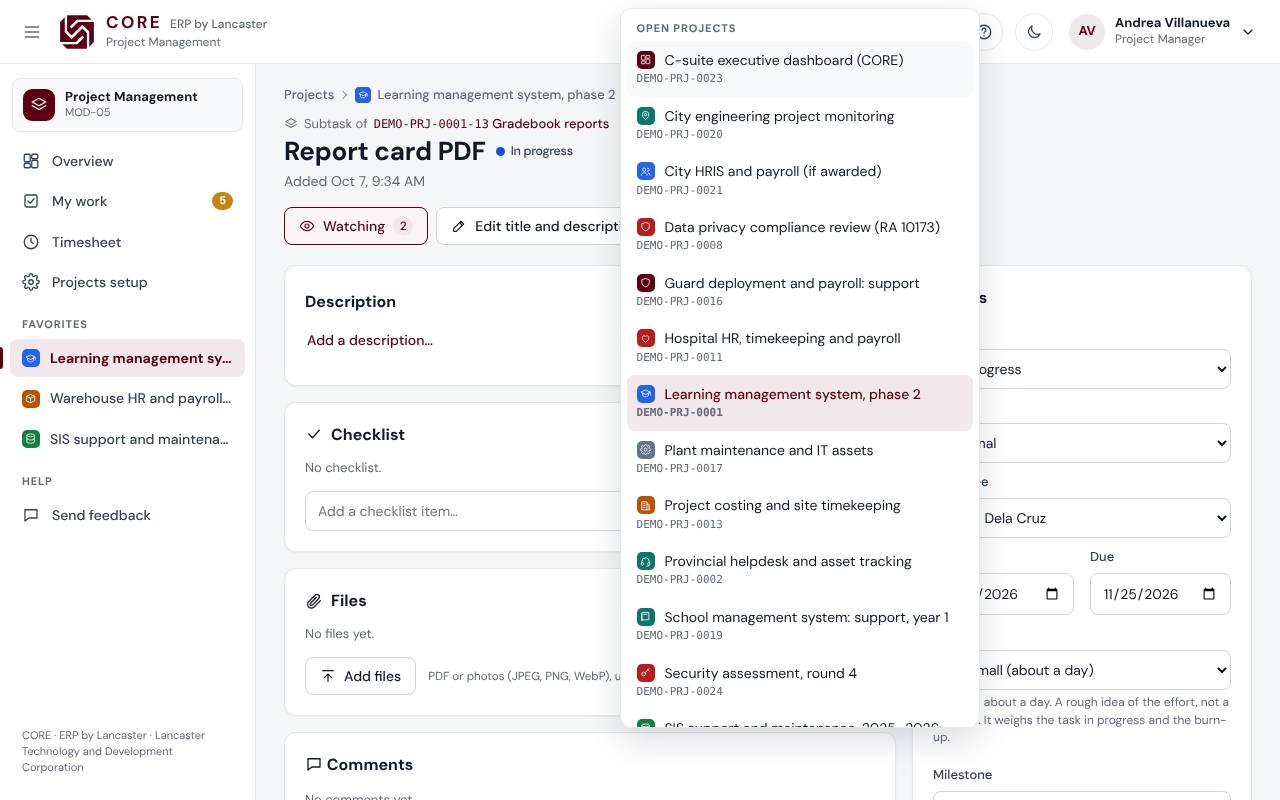 CORE ERP by Lancaster
Project Management
AV
Andrea Villanueva
Project Manager
Project Management
MOD-05
Overview
My work 5
Timesheet
Projects setup
FAVORITES
Learning management sy...
Warehouse HR and payroll...
SIS support and maintena...
HELP
Send feedback
CORE · ERP by Lancaster · Lancaster
Technology and Development
Corporation
Projects
Learning management system, phase 2
Subtask of DEMO-PRJ-0001-13 Gradebook reports
Report card PDF
In progress
Added Oct 7, 9:34 AM
Watching 2
Edit title and descripti
Description
Add a description...
Checklist
No checklist.
Add a checklist item...
Files
No files yet.
Add files
PDF or photos (JPEG, PNG, WebP), u
Comments
No comments yet.
OPEN PROJECTS
C-suite executive dashboard (CORE)
DEMO-PRJ-0023
City engineering project monitoring
DEMO-PRJ-0020
City HRIS and payroll (if awarded)
DEMO-PRJ-0021
Data privacy compliance review (RA 10173)
DEMO-PRJ-0008
Guard deployment and payroll: support
DEMO-PRJ-0016
Hospital HR, timekeeping and payroll
DEMO-PRJ-0011
Learning management system, phase 2
DEMO-PRJ-0001
Plant maintenance and IT assets
DEMO-PRJ-0017
Project costing and site timekeeping
DEMO-PRJ-0013
Provincial helpdesk and asset tracking
DEMO-PRJ-0002
School management system: support, year 1
DEMO-PRJ-0019
Security assessment, round 4
DEMO-PRJ-0024
SIS support and maintenance, 2025-2026
s
ogress
nal
ee
Dela Cruz
Due
/2026
11/25/2026
mall (about a day)
about a day. A rough idea of the effort, not a
. It weighs the task in progress and the burn-
up.
Milestone